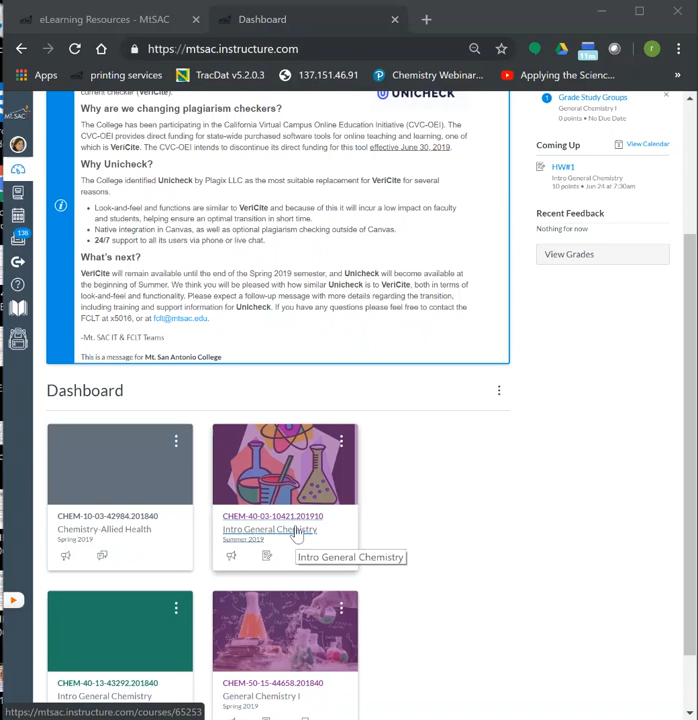 eLearning Resources - MtSAC
Dashboard
https://mtsac.instructure.com
Apps
printing services
TracDat v5.2.0.3
137.151.46.91
Chemistry Webinar...
Applying the Scienc...
»
r
11m
current checker (VeriCite).
UNICHECK
Why are we changing plagiarism checkers?
The College has been participating in the California Virtual Campus Online Education Initiative (CVC-OEI). The
CVC-OEI provides direct funding for state-wide purchased software tools for online teaching and learning, one of
which is VeriCite. The CVC-OEI intends to discontinue its direct funding for this tool effective June 30, 2019.
Why Unicheck?
The College identified Unicheck by Plagix LLC as the most suitable replacement for VeriCite for several
reasons.
• Look-and-feel and functions are similar to VeriCite and because of this it will incur a low impact on faculty
and students, helping ensure an optimal transition in short time.
• Native integration in Canvas, as well as optional plagiarism checking outside of Canvas.
• 24/7 support to all its users via phone or live chat.
What's next?
VeriCite will remain available until the end of the Spring 2019 semester, and Unicheck will become available at
the beginning of Summer. We think you will be pleased with how similar Unicheck is to VeriCite, both in terms of
look-and-feel and functionality. Please expect a follow-up message with more details regarding the transition,
including training and support information for Unicheck. If you have any questions please feel free to contact the
FCLT at x5016, or at fclt@mtsac.edu.
-Mt. SAC IT & FCLT Teams
This is a message for Mt. San Antonio College
1
Grade Study Groups
General Chemistry I
0 points • No Due Date
Coming Up
View Calendar
HW#1
Intro General Chemistry
10 points • Jun 24 at 7:30am
Recent Feedback
Nothing for now
View Grades
MT.SAC
138
Dashboard
CHEM-10-03-42984.201840
Chemistry-Allied Health
Spring 2019
CHEM-40-03-10421.201910
Intro General Chemistry
Summer 2019
Intro General Chemistry
CHEM-40-13-43292.201840
Intro General Chemistry
CHEM-50-15-44658.201840
General Chemistry I
Spring 2019
https://mtsac.instructure.com/courses/65253